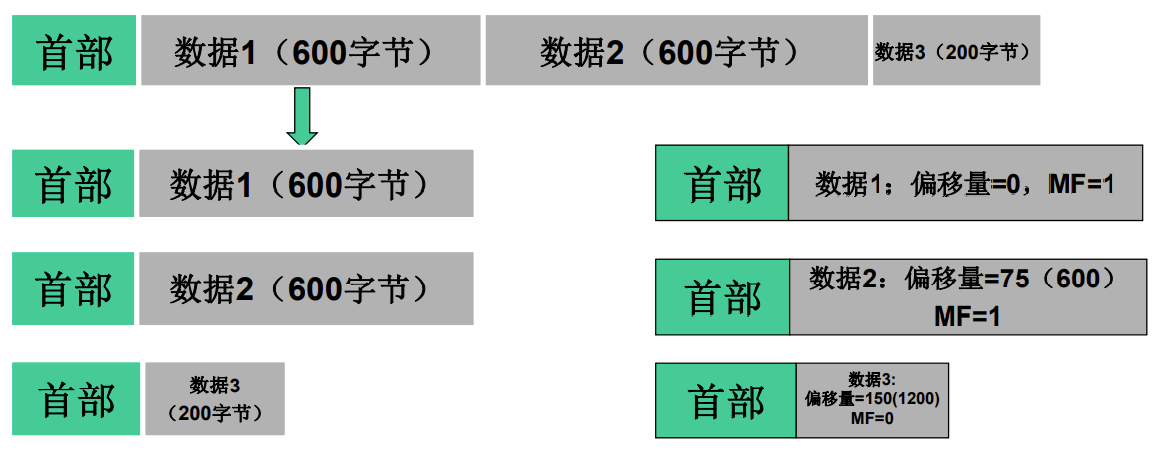 首部 数据1（600字节） 数据2（600字节） 数据3（200字节）
首部 数据1（600字节）
首部 数据1：偏移量=0，MF=1
首部 数据2（600字节）
首部 数据2：偏移量=75（600）
MF=1
首部 数据3
（200字节）
首部 数据3:
偏移量=150(1200)
MF=0